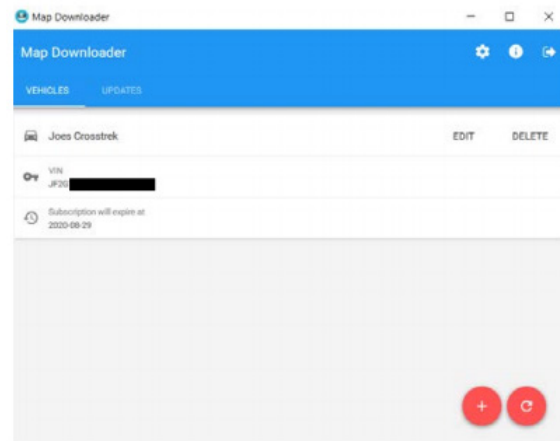 Map Downloader
Map Downloader
VEHICLES UPDATES
Joes Crosstrek EDIT DELETE
VIN
JF2G
Subscription will expire at
2020-08-29